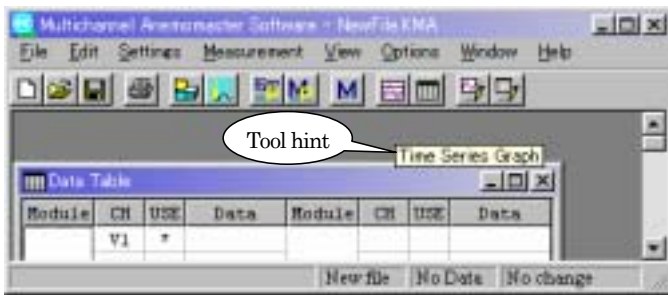 Multichannel Anemomaster Software - NewFile.KMA
File Edit Settings Measurement View Options Window Help
M M
Tool hint
Time Series Graph
Data Table
Module CH USE Data Module CH USE Data
V1 *
New file No Data No change